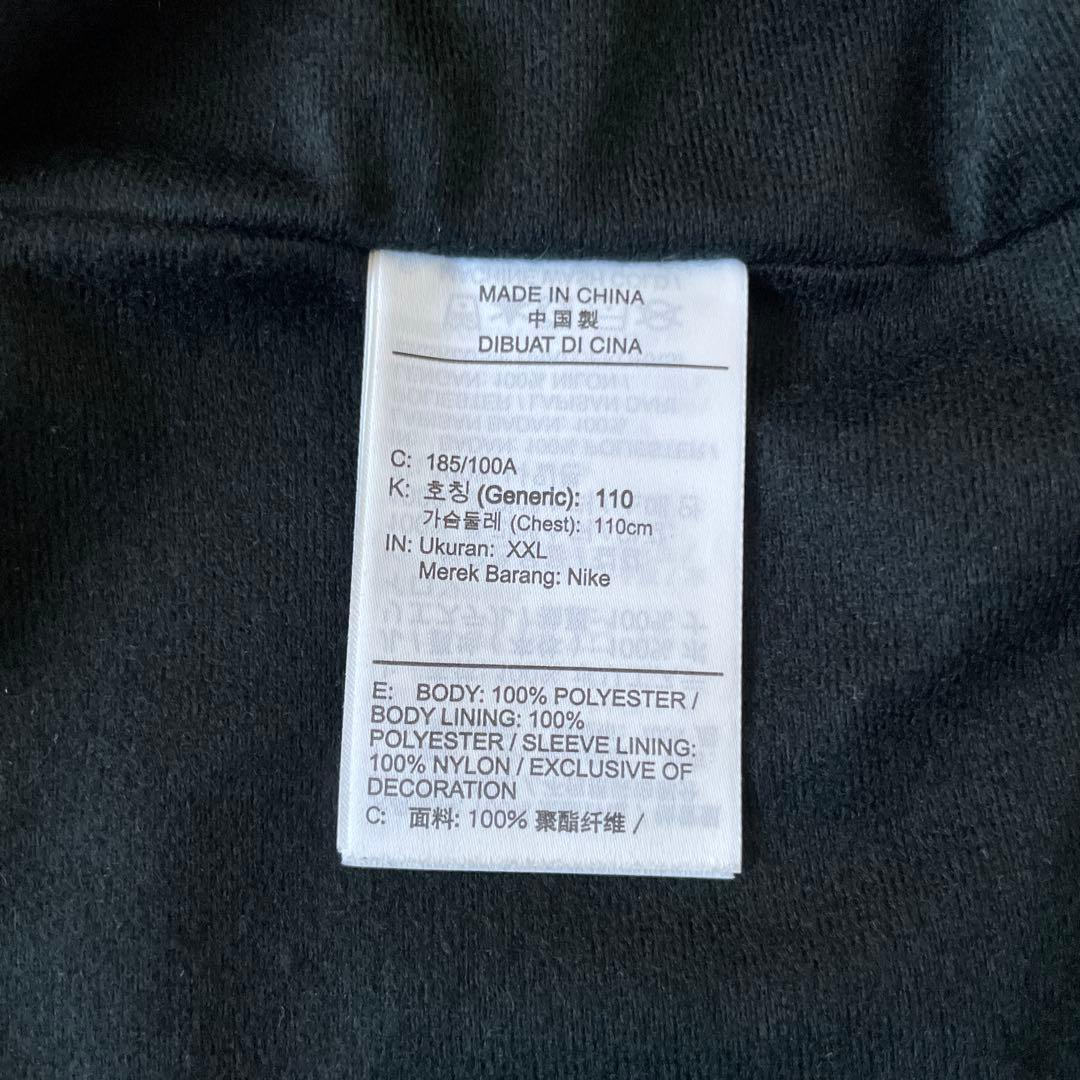 MADE IN CHINA
中国製
DIBUAT DI CINA
C: 185/100A
K: 호칭 (Generic): 110
가슴둘레 (Chest): 110cm
IN: Ukuran: XXL
Merek Barang: Nike
E: BODY: 100% POLYESTER /
BODY LINING: 100%
POLYESTER / SLEEVE LINING:
100% NYLON / EXCLUSIVE OF
DECORATION
C: 面料: 100% 聚酯纤维 /